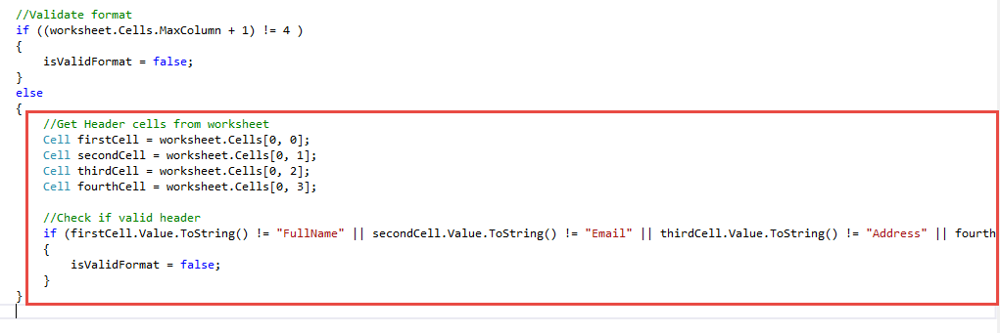 //Validate format
if ((worksheet.Cells.MaxColumn + 1) != 4 )
{
isValidFormat = false;
}
else
{
//Get Header cells from worksheet
Cell firstCell = worksheet.Cells[0, 0];
Cell secondCell = worksheet.Cells[0, 1];
Cell thirdCell = worksheet.Cells[0, 2];
Cell fourthCell = worksheet.Cells[0, 3];
//Check if valid header
if (firstCell.Value.ToString() != "FullName" || secondCell.Value.ToString() != "Email" || thirdCell.Value.ToString() != "Address" || fourth
{
isValidFormat = false;
}
}